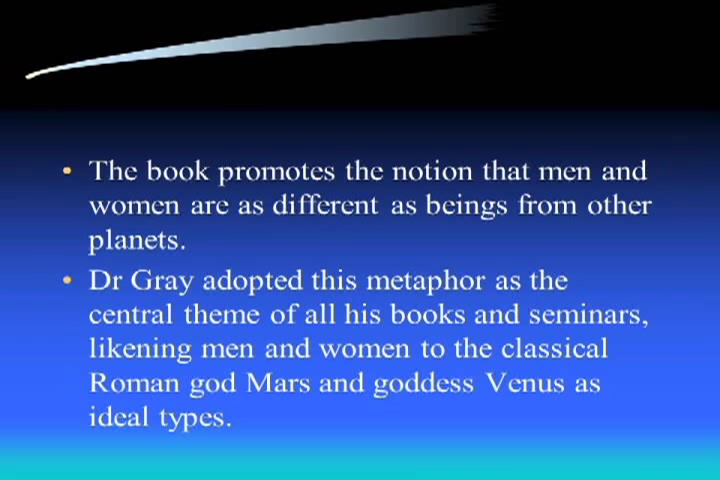 • The book promotes the notion that men and
women are as different as beings from other
planets.
• Dr Gray adopted this metaphor as the
central theme of all his books and seminars,
likening men and women to the classical
Roman god Mars and goddess Venus as
ideal types.